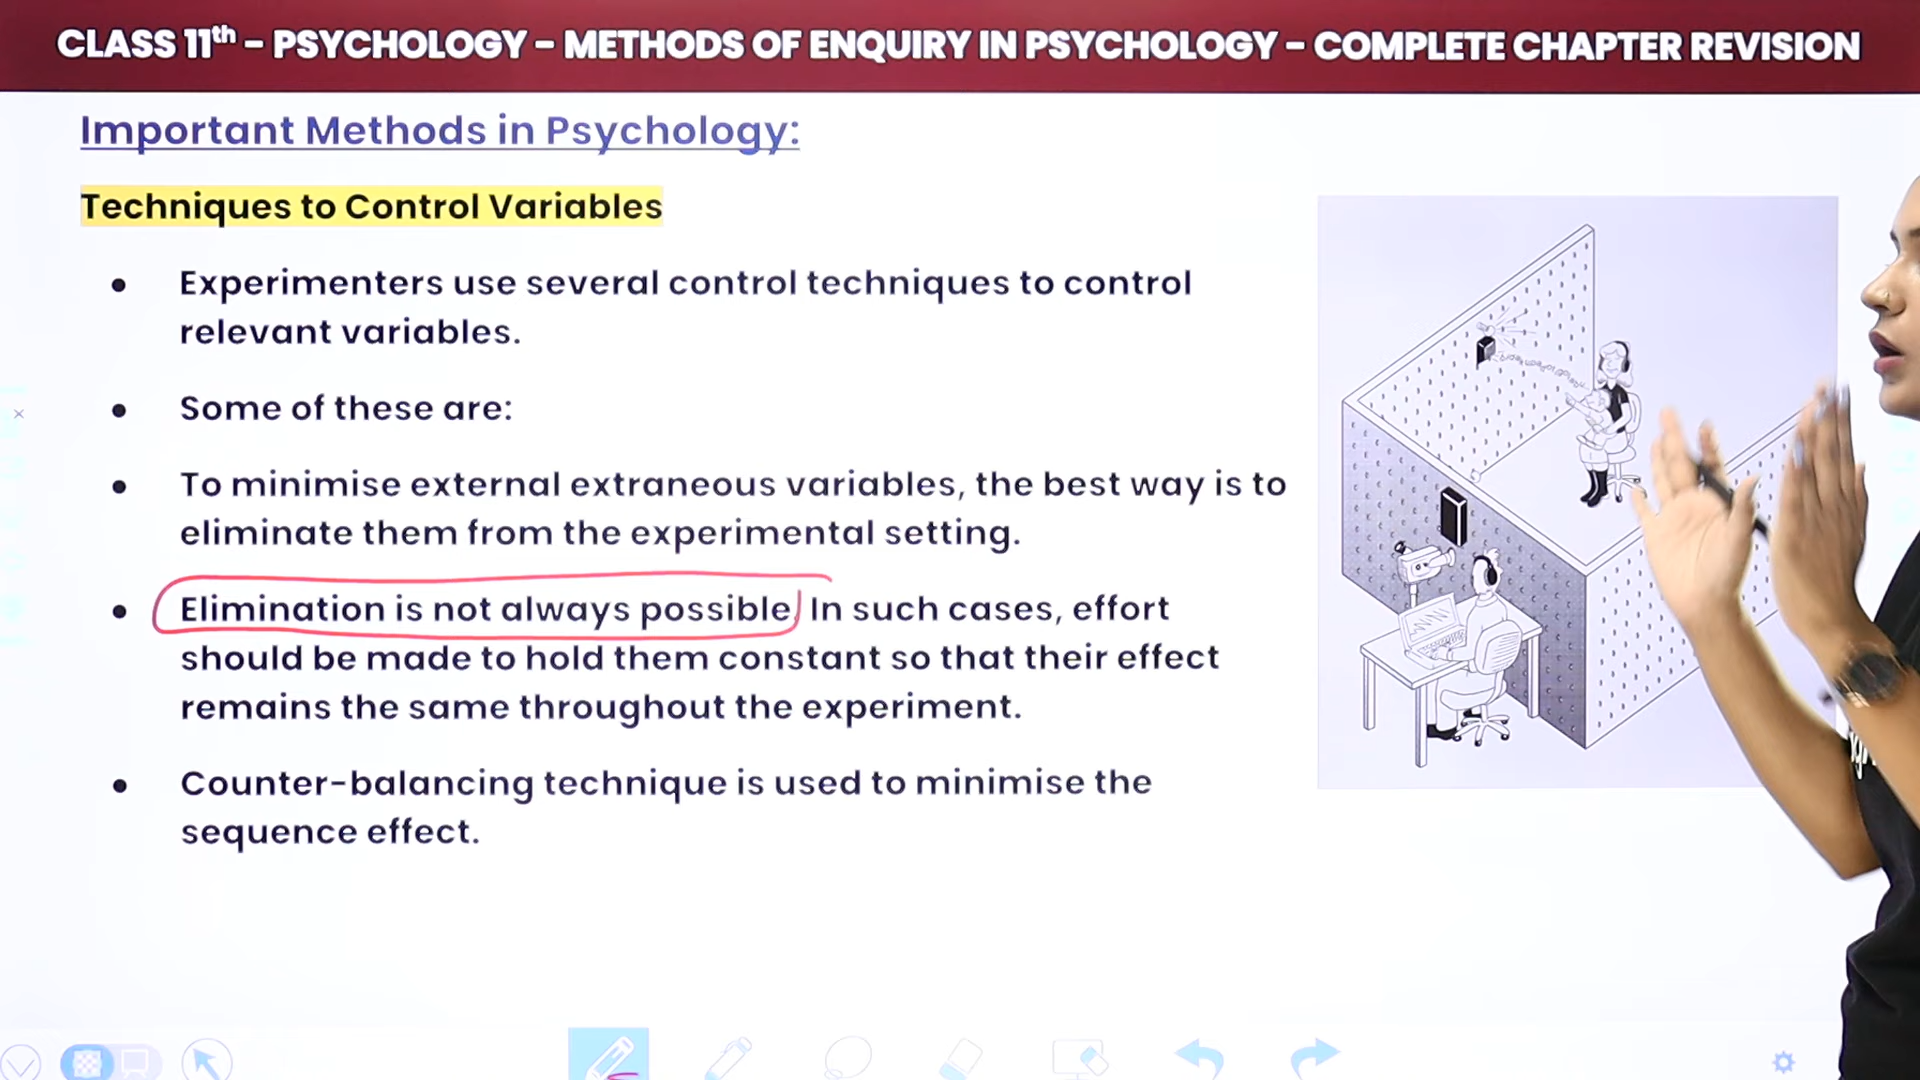 CLASS 11th – PSYCHOLOGY – METHODS OF ENQUIRY IN PSYCHOLOGY – COMPLETE CHAPTER REVISION
Important Methods in Psychology:
Techniques to Control Variables
• Experimenters use several control techniques to control
relevant variables.
• Some of these are:
• To minimise external extraneous variables, the best way is to
eliminate them from the experimental setting.
• Elimination is not always possible. In such cases, effort
should be made to hold them constant so that their effect
remains the same throughout the experiment.
• Counter-balancing technique is used to minimise the
sequence effect.